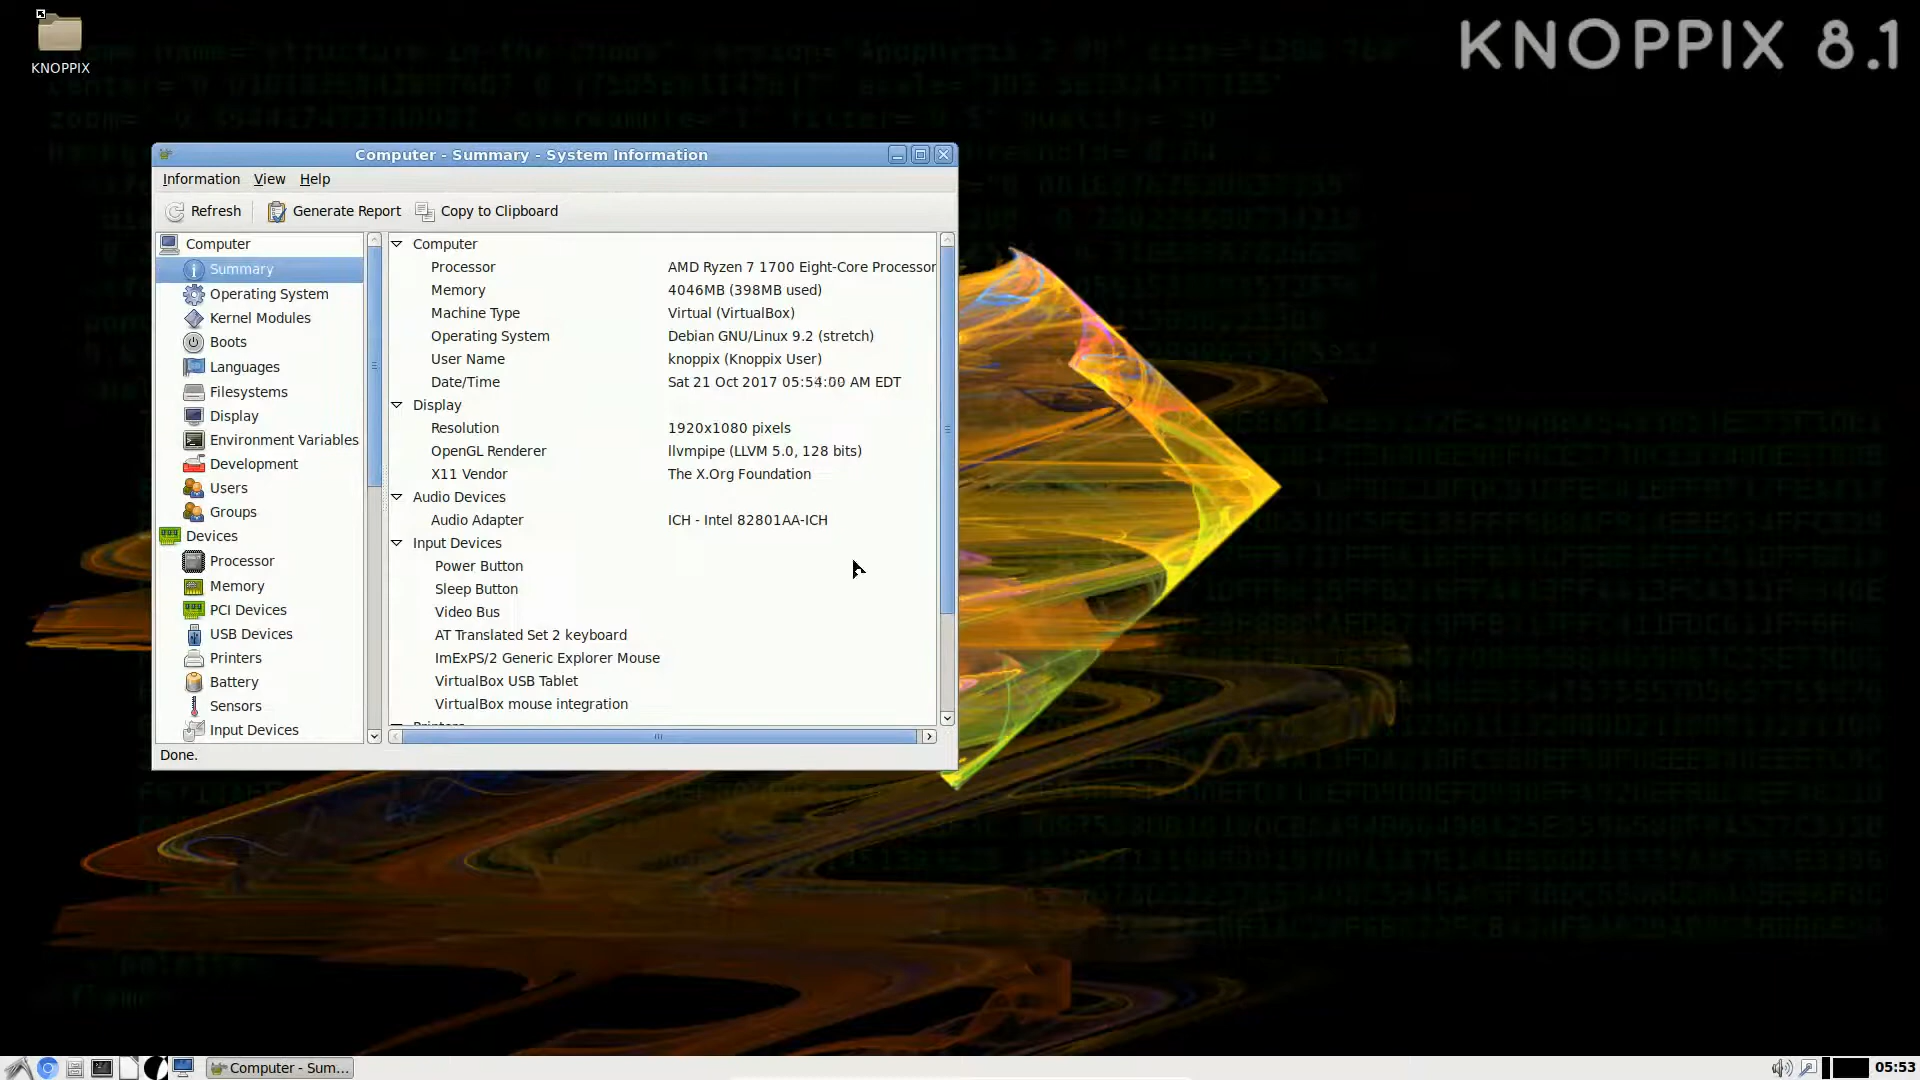 KNOPPIX
KNOPPIX 8.1
Computer - Summary - System Information
Information View Help
Refresh Generate Report Copy to Clipboard
Computer
Summary
Operating System
Kernel Modules
Boots
Languages
Filesystems
Display
Environment Variables
Development
Users
Groups
Devices
Processor
Memory
PCI Devices
USB Devices
Printers
Battery
Sensors
Input Devices
Computer
Processor AMD Ryzen 7 1700 Eight-Core Processor
Memory 4046MB (398MB used)
Machine Type Virtual (VirtualBox)
Operating System Debian GNU/Linux 9.2 (stretch)
User Name knoppix (Knoppix User)
Date/Time Sat 21 Oct 2017 05:54:00 AM EDT
Display
Resolution 1920x1080 pixels
OpenGL Renderer llvmpipe (LLVM 5.0, 128 bits)
X11 Vendor The X.Org Foundation
Audio Devices
Audio Adapter ICH - Intel 82801AA-ICH
Input Devices
Power Button
Sleep Button
Video Bus
AT Translated Set 2 keyboard
ImExPS/2 Generic Explorer Mouse
VirtualBox USB Tablet
VirtualBox mouse integration
Printers
Done.
Computer - Sum...
05:53